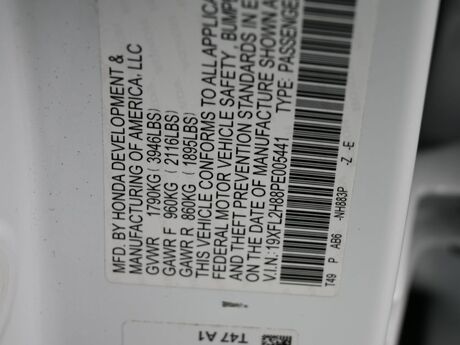 MFD. BY HONDA DEVELOPMENT &
MANUFACTURING OF AMERICA, LLC
GVWR 1790KG (3946LBS)
GAWR F 960KG (2116LBS)
GAWR R 860KG (1895LBS)
THIS VEHICLE CONFORMS TO ALL APPLICA
FEDERAL MOTOR VEHICLE SAFETY, BUMP
AND THEFT PREVENTION STANDARDS IN E
ON THE DATE OF MANUFACTURE SHOWN A
V.I.N.: 19XFL2H88PE005441 TYPE: PASSENGE
T49 P AB6 -NH883P -Z -E
T47 A1